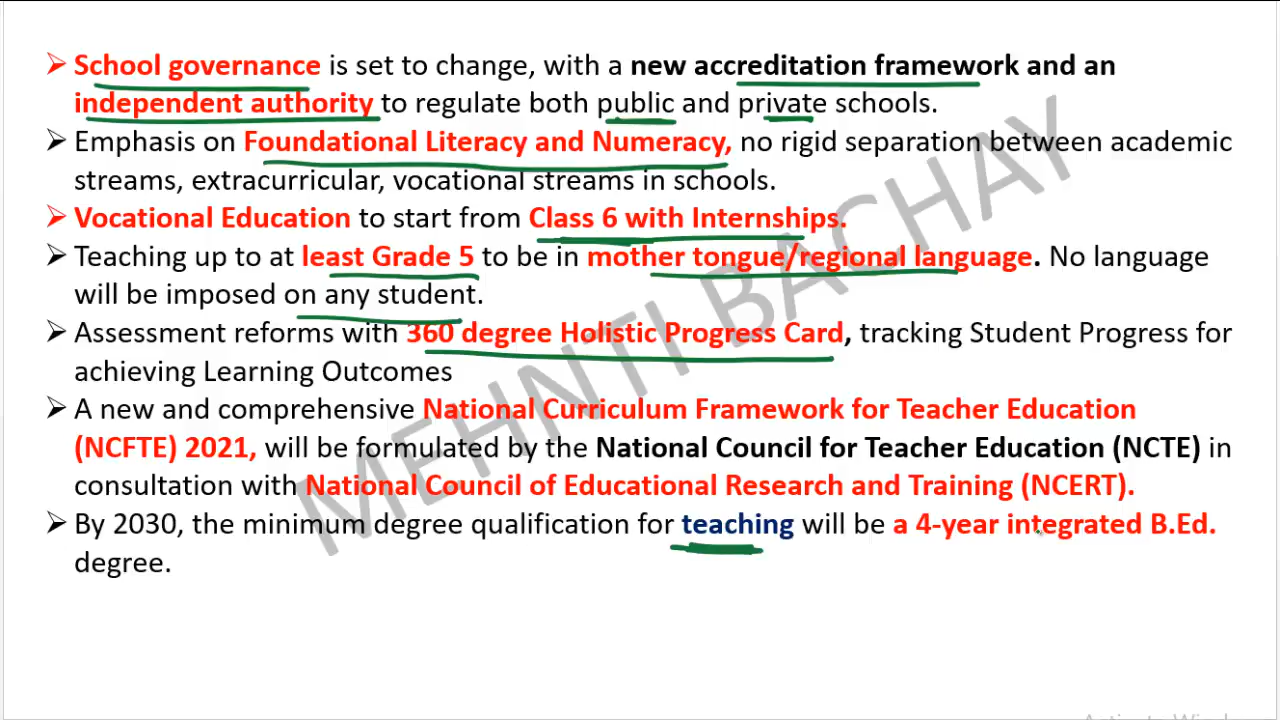 ➢ School governance is set to change, with a new accreditation framework and an
independent authority to regulate both public and private schools.
➢ Emphasis on Foundational Literacy and Numeracy, no rigid separation between academic
streams, extracurricular, vocational streams in schools.
➢ Vocational Education to start from Class 6 with Internships.
➢ Teaching up to at least Grade 5 to be in mother tongue/regional language. No language
will be imposed on any student.
➢ Assessment reforms with 360 degree Holistic Progress Card, tracking Student Progress for
achieving Learning Outcomes
➢ A new and comprehensive National Curriculum Framework for Teacher Education
(NCFTE) 2021, will be formulated by the National Council for Teacher Education (NCTE) in
consultation with National Council of Educational Research and Training (NCERT).
➢ By 2030, the minimum degree qualification for teaching will be a 4-year integrated B.Ed.
degree.
MEHNTI BACHAY